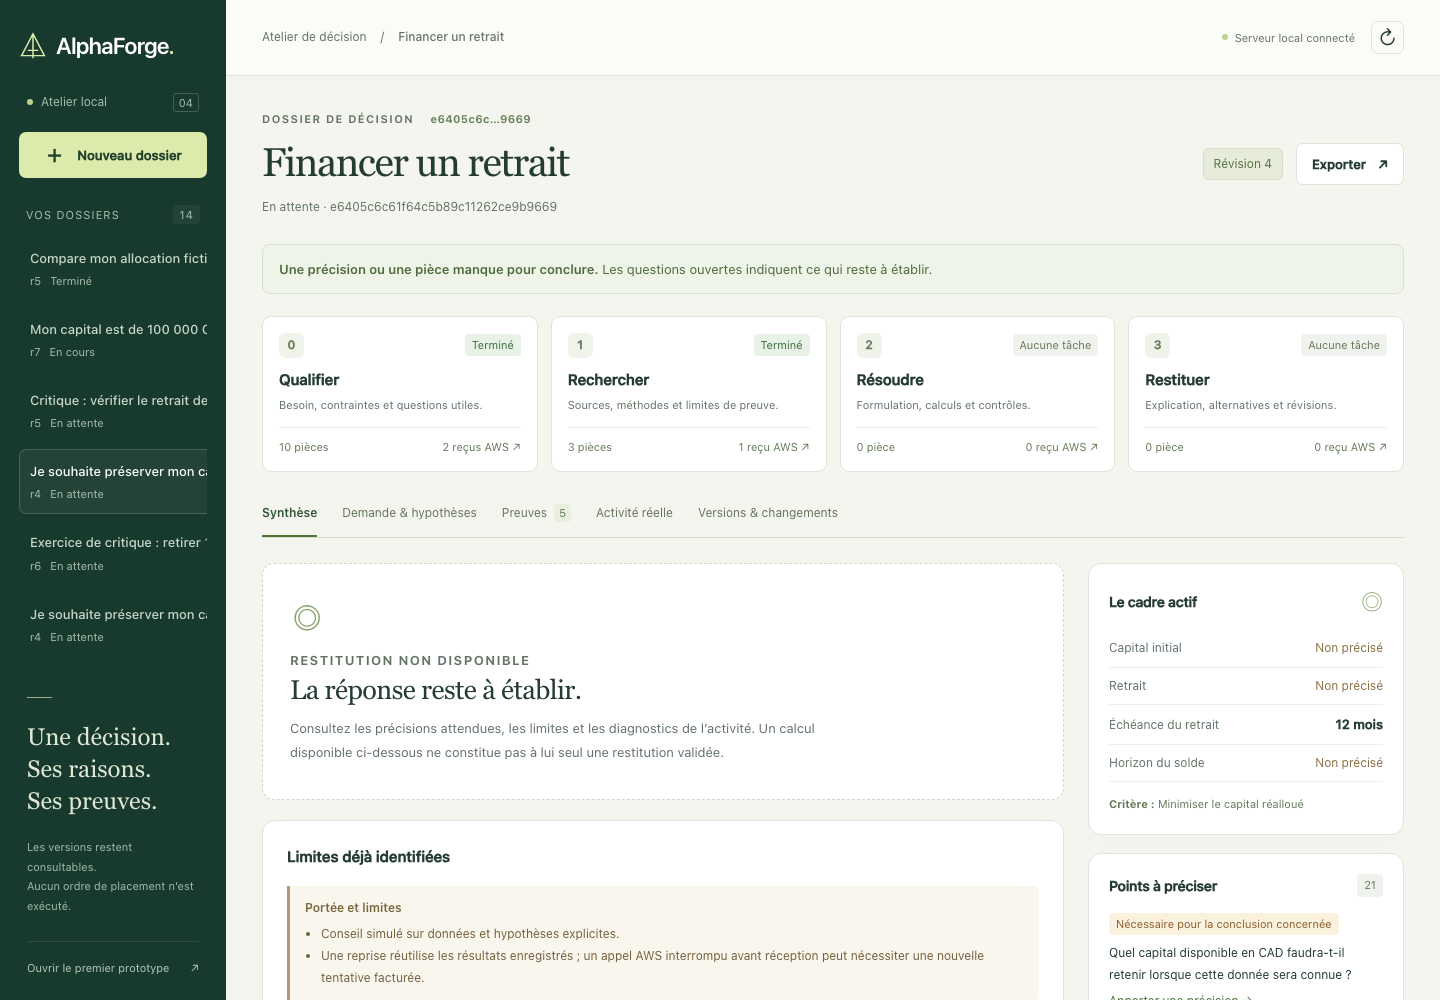 AlphaForge.
Atelier local 04
Nouveau dossier
VOS DOSSIERS 14
Compare mon allocation ficti
r5 Terminé
Mon capital est de 100 000 C
r7 En cours
Critique : vérifier le retrait de
r5 En attente
Je souhaite préserver mon ca
r4 En attente
Exercice de critique : retirer
r6 En attente
Je souhaite préserver mon ca
r4 En attente
Une décision.
Ses raisons.
Ses preuves.
Les versions restent
consultables.
Aucun ordre de placement n'est
exécuté.
Ouvrir le premier prototype ↗
Atelier de décision / Financer un retrait
Serveur local connecté
DOSSIER DE DÉCISION e6405c6c…9669
Financer un retrait
Révision 4
Exporter ↗
En attente · e6405c6c61f64c5b89c11262ce9b9669
Une précision ou une pièce manque pour conclure. Les questions ouvertes indiquent ce qui reste à établir.
0 Terminé
Qualifier
Besoin, contraintes et questions utiles.
10 pièces 2 reçus AWS ↗
1 Terminé
Rechercher
Sources, méthodes et limites de preuve.
3 pièces 1 reçu AWS ↗
2 Aucune tâche
Résoudre
Formulation, calculs et contrôles.
0 pièce 0 reçu AWS ↗
3 Aucune tâche
Restituer
Explication, alternatives et révisions.
0 pièce 0 reçu AWS ↗
Synthèse Demande & hypothèses Preuves 5 Activité réelle Versions & changements
RESTITUTION NON DISPONIBLE
La réponse reste à établir.
Consultez les précisions attendues, les limites et les diagnostics de l'activité. Un calcul
disponible ci-dessous ne constitue pas à lui seul une restitution validée.
Limites déjà identifiées
Portée et limites
• Conseil simulé sur données et hypothèses explicites.
• Une reprise réutilise les résultats enregistrés ; un appel AWS interrompu avant réception peut nécessiter une nouvelle
tentative facturée.
Le cadre actif
Capital initial Non précisé
Retrait Non précisé
Échéance du retrait 12 mois
Horizon du solde Non précisé
Critère : Minimiser le capital réalloué
Points à préciser 21
Nécessaire pour la conclusion concernée
Quel capital disponible en CAD faudra-t-il
retenir lorsque cette donnée sera connue ?
Apporter une précision →